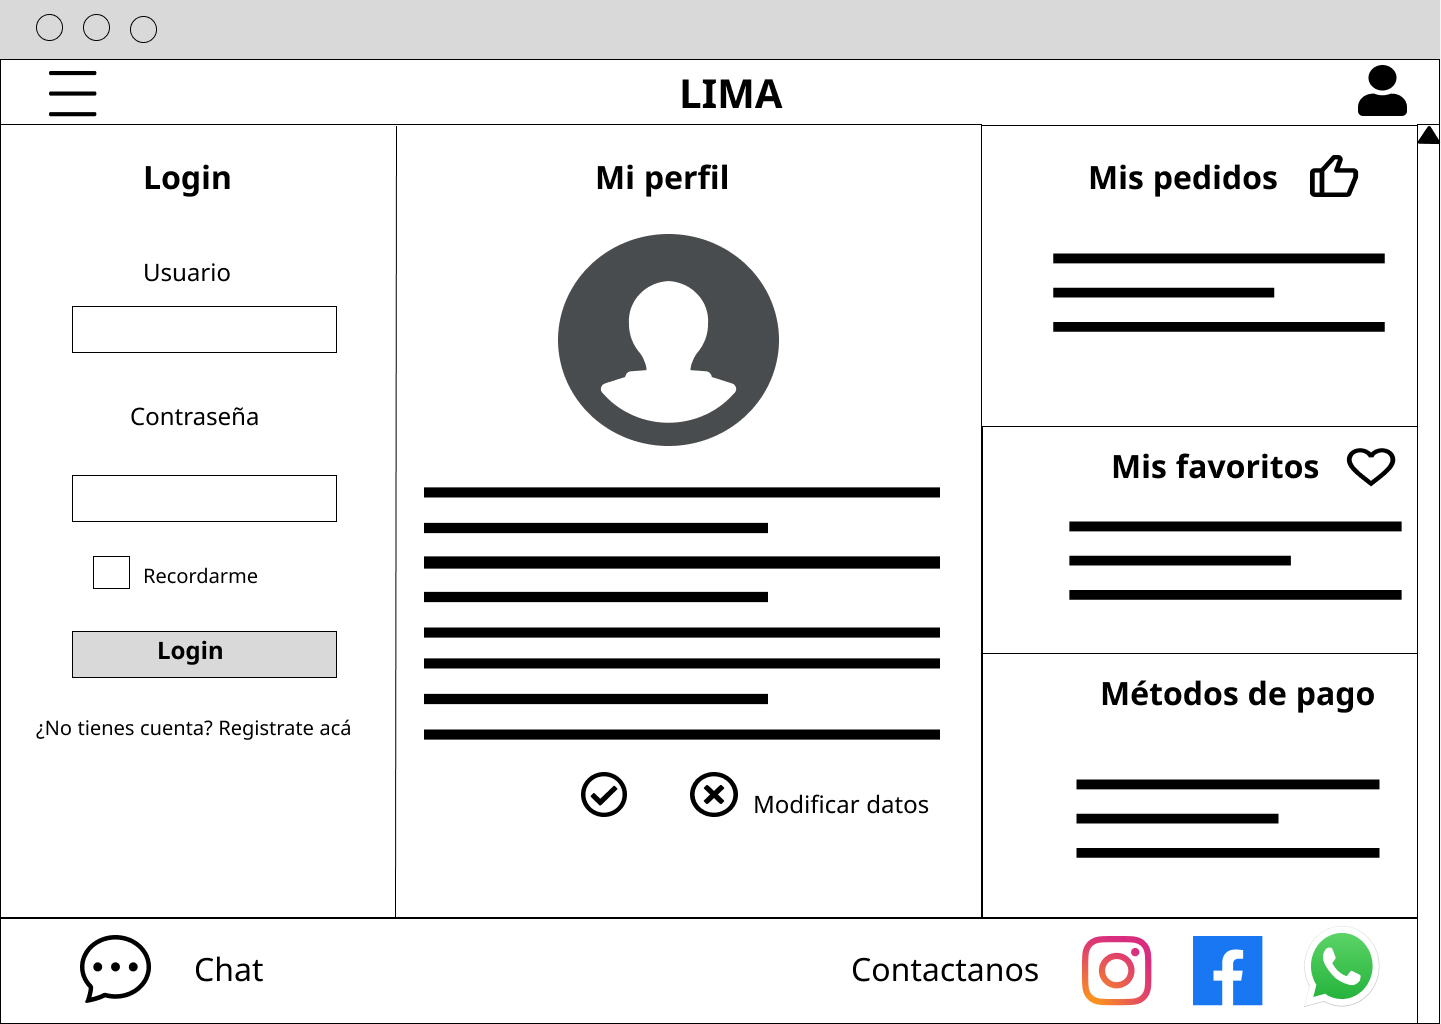 LIMA
Login
Usuario
Contraseña
Recordarme
Login
¿No tienes cuenta? Registrate acá
Mi perfil
Modificar datos
Mis pedidos
Mis favoritos
Métodos de pago
Chat
Contactanos